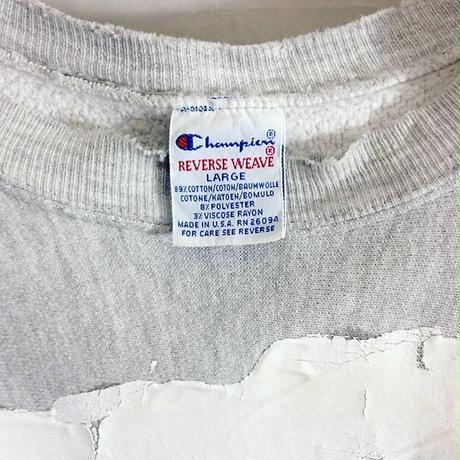 Champion®
REVERSE WEAVE®
LARGE
89% COTTON/COTON/BAUMWOLLE
COTONE/KATOEN/BOMULD
8% POLYESTER
3% VISCOSE RAYON
MADE IN U.S.A. RN 26094
FOR CARE SEE REVERSE